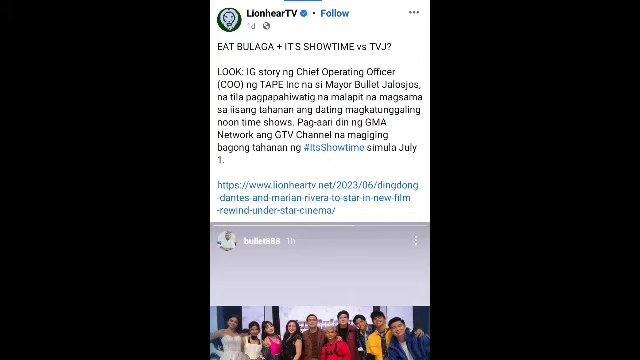 LionhearTV • Follow
1d
EAT BULAGA + IT'S SHOWTIME vs TVJ?
LOOK: IG story ng Chief Operating Officer
(COO) ng TAPE Inc na si Mayor Bullet Jalosjos,
na tila pagpapahiwatig na malapit na magsama
sa iisang tahanan ang dating magkatunggaling
noon time shows. Pag-aari din ng GMA
Network ang GTV Channel na magiging
bagong tahanan ng #ItsShowtime simula July
1.
https://www.lionheartv.net/2023/06/dingdong
-dantes-and-marian-rivera-to-star-in-new-film
-rewind-under-star-cinema/
bullet888 1h